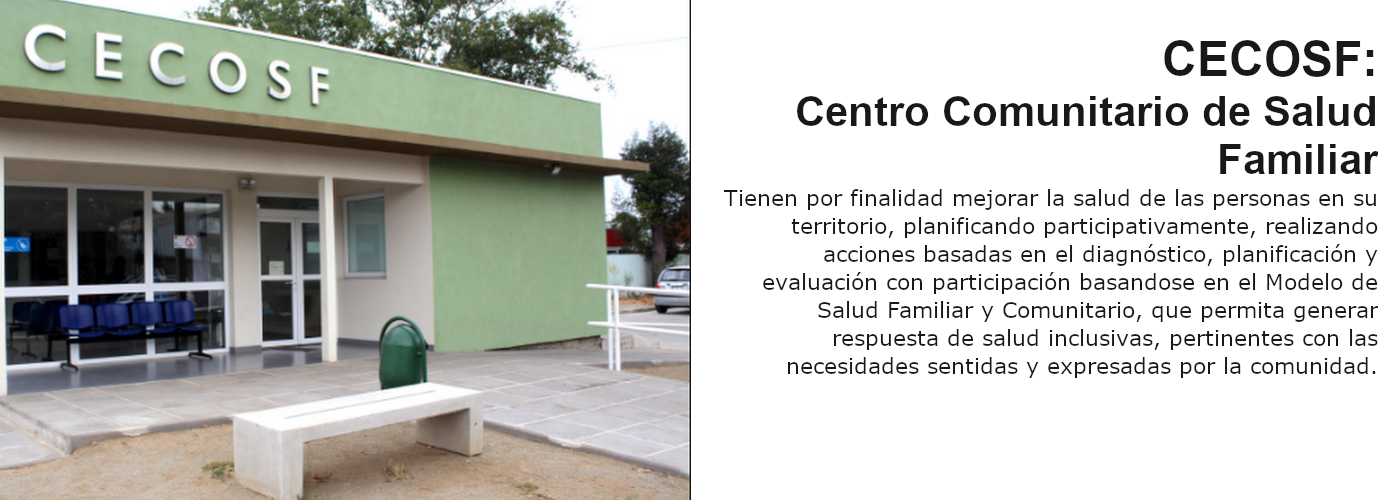 CECOSF
CECOSF:
Centro Comunitario de Salud
Familiar
Tienen por finalidad mejorar la salud de las personas en su
territorio, planificando participativamente, realizando
acciones basadas en el diagnóstico, planificación y
evaluación con participación basandose en el Modelo de
Salud Familiar y Comunitario, que permita generar
respuesta de salud inclusivas, pertinentes con las
necesidades sentidas y expresadas por la comunidad.